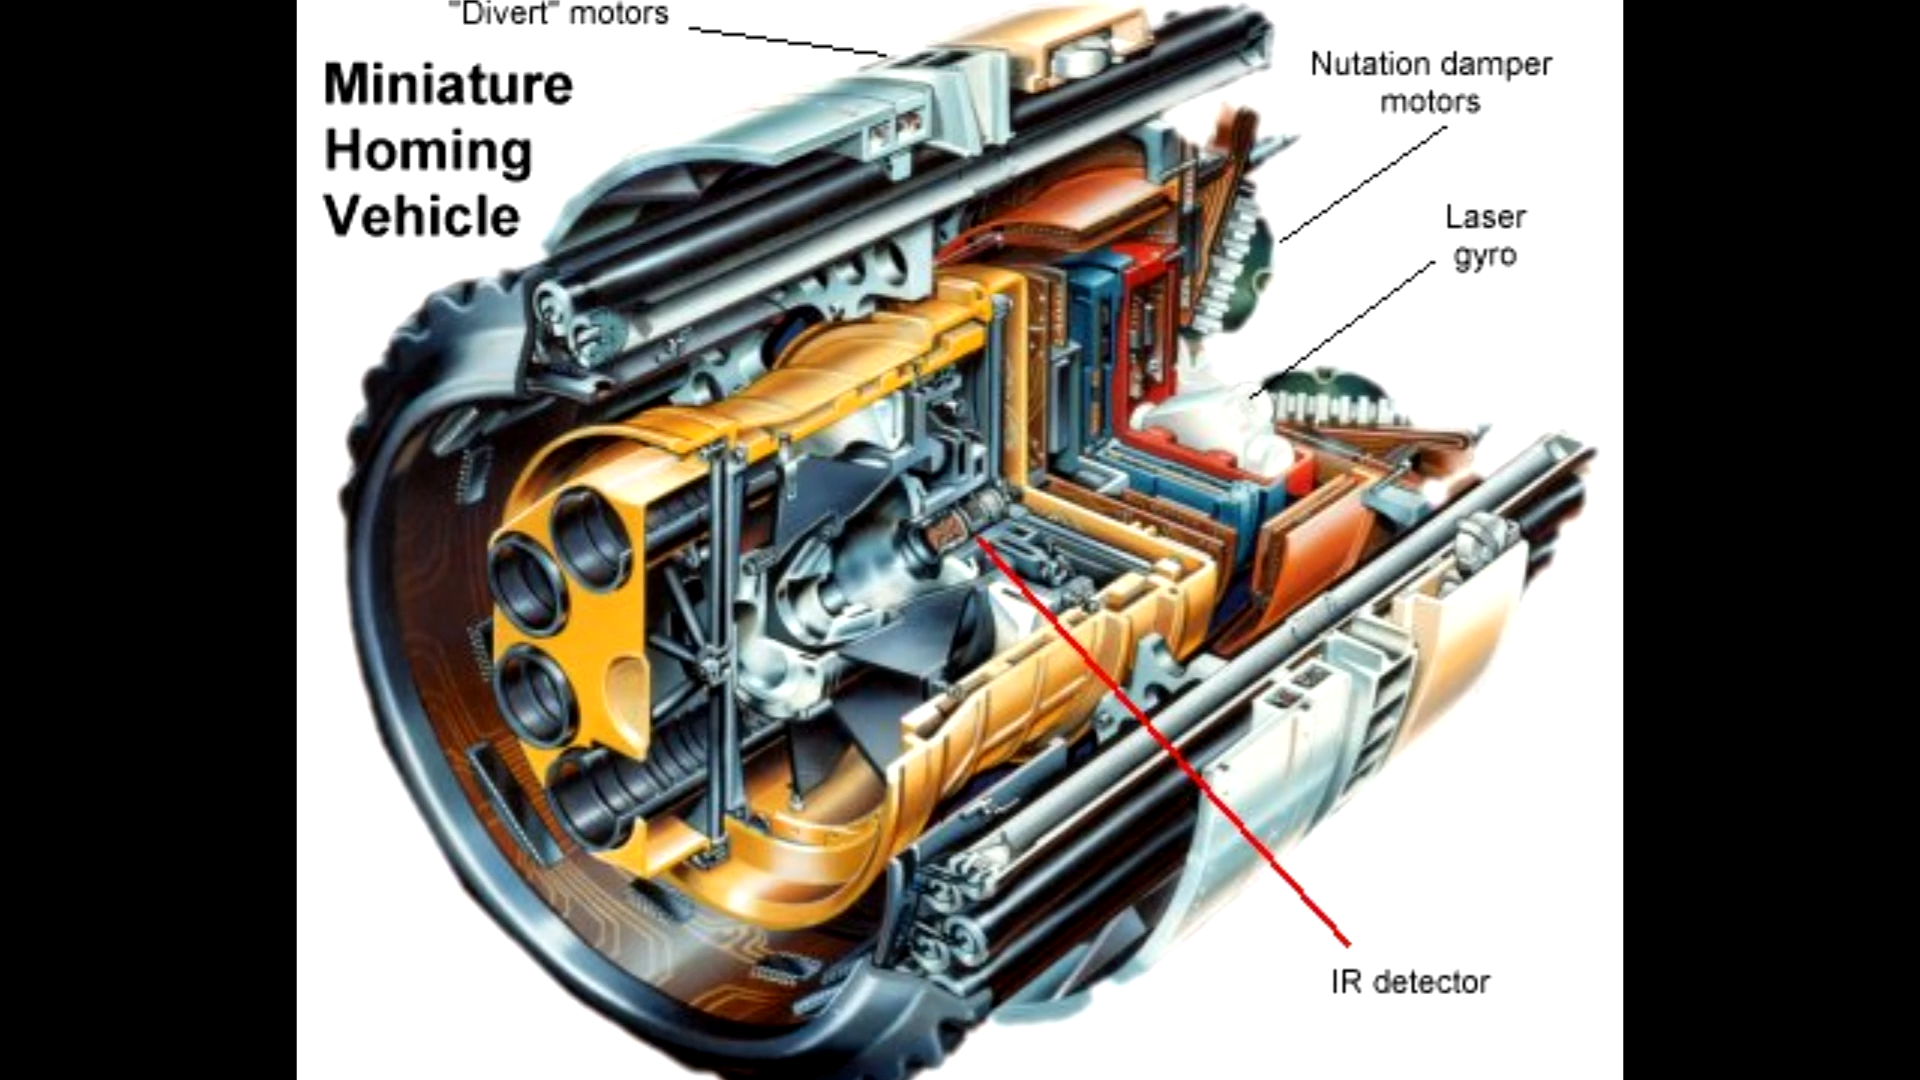 "Divert" motors
Miniature
Homing
Vehicle
Nutation damper
motors
Laser
gyro
IR detector